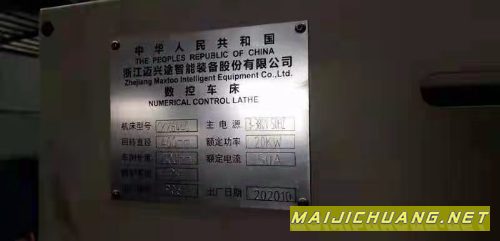 中华人民共和国
THE PEOPLES REPUBLIC OF CHINA
浙江迈兴途智能装备股份有限公司
Zhejiang Maxtoo Intelligent Equipment Co.,Ltd.
数控车床
NUMERICAL CONTROL LATHE
机床型号 主电源 50HZ
回转直径 额定功率 20KW
车削长度 额定电流 50A
出厂日期 202010
MAIJICHUANG.NET